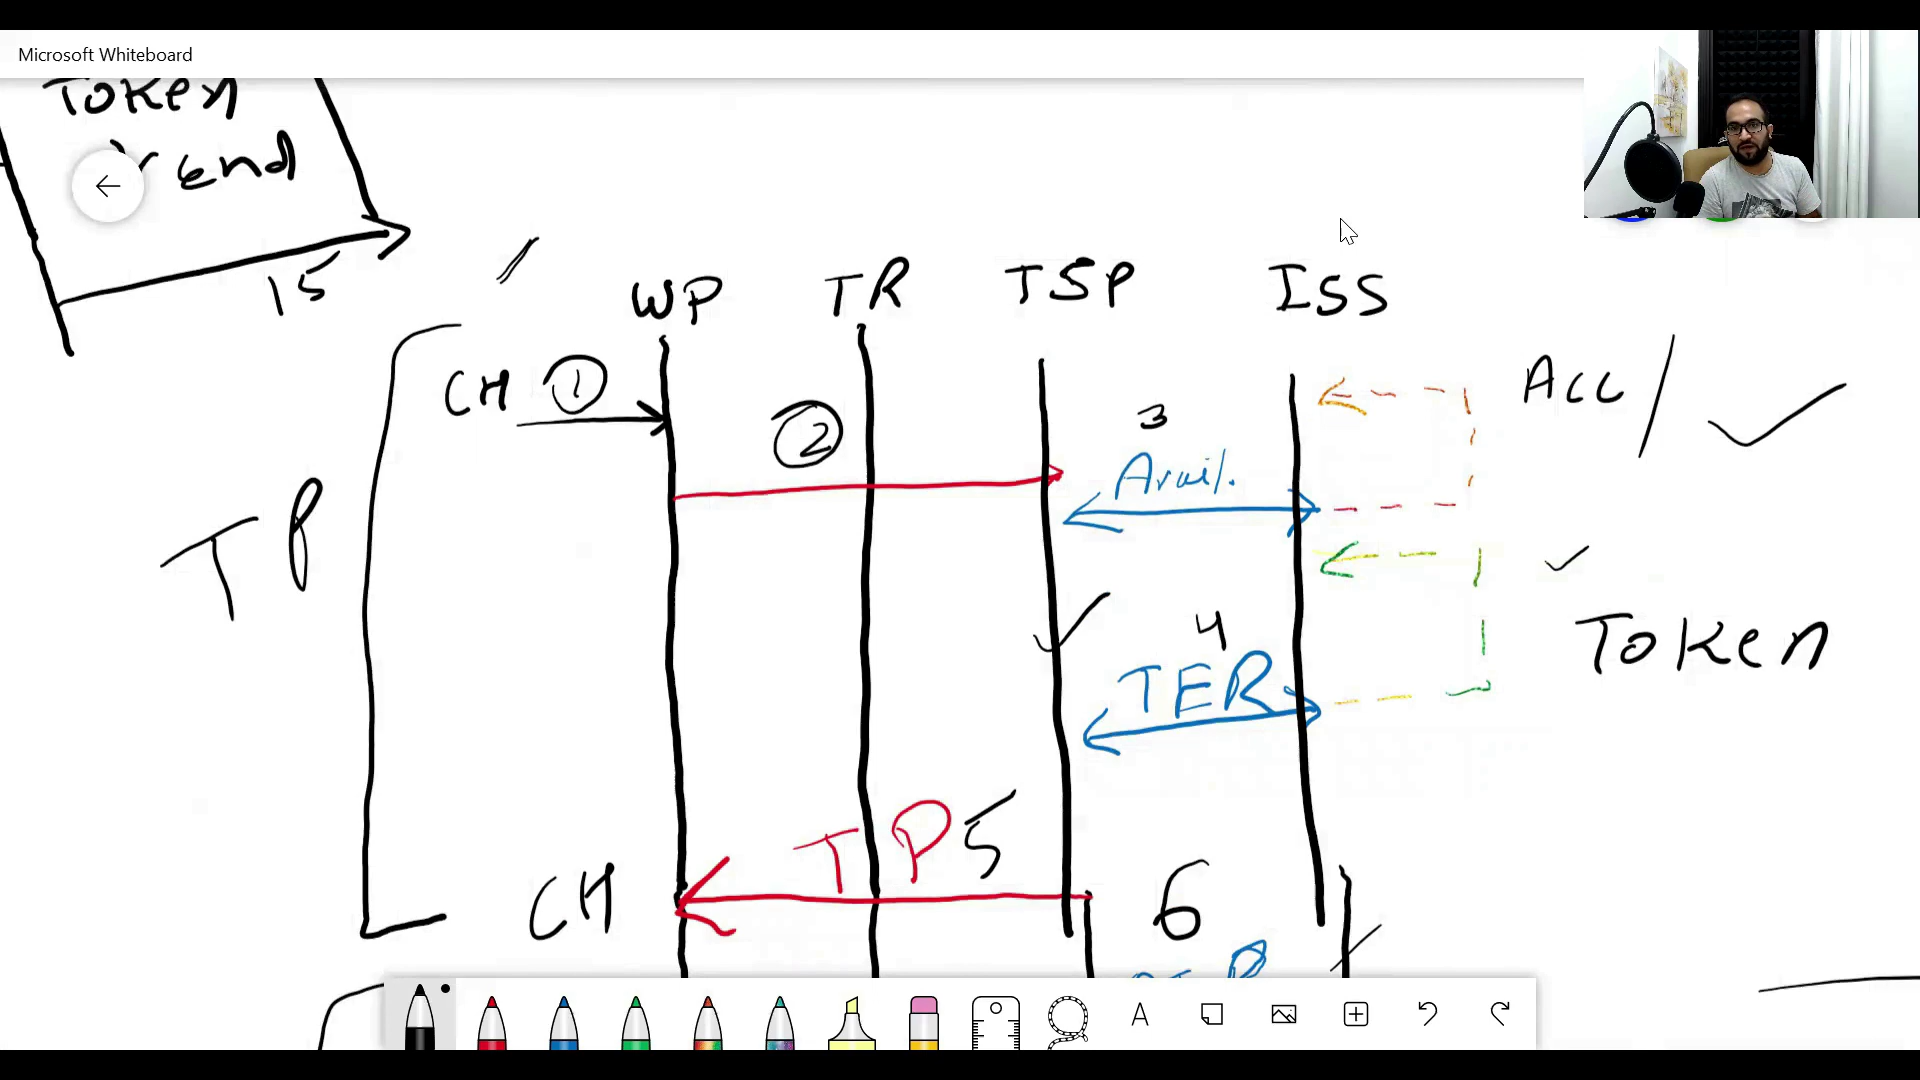 Microsoft Whiteboard
Token
end
15
WP TR TSP ISS
CH 1
2
3
Avail.
Acc/
TP
4
TER
Token
TP 5
CH
6
A